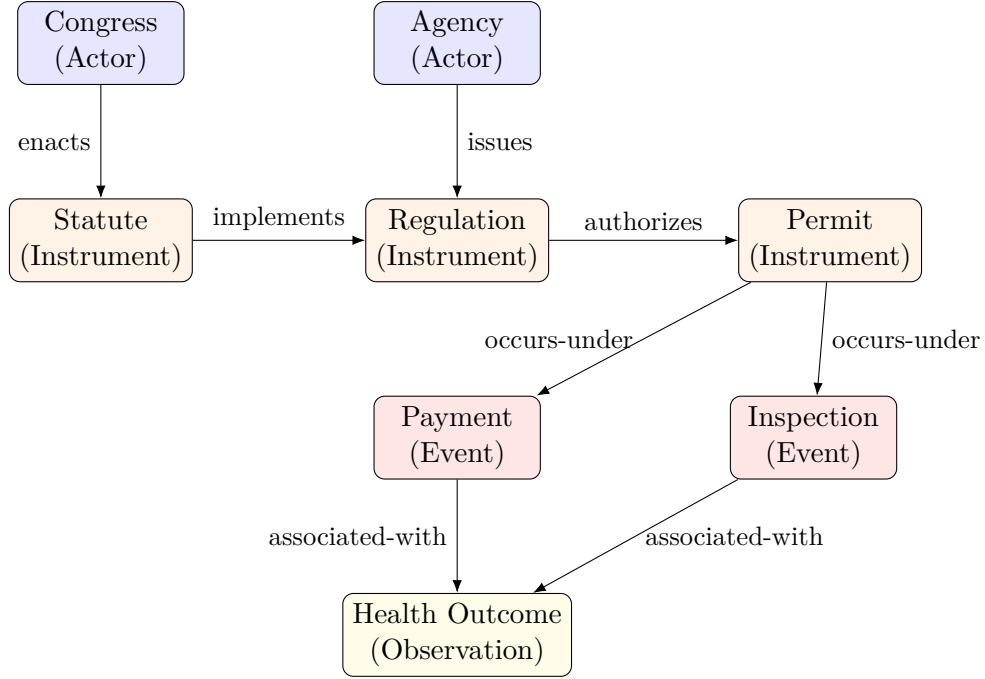 Congress
(Actor)
Agency
(Actor)
enacts
issues
Statute
(Instrument)
implements
Regulation
(Instrument)
authorizes
Permit
(Instrument)
occurs-under
occurs-under
Payment
(Event)
Inspection
(Event)
associated-with
associated-with
Health Outcome
(Observation)